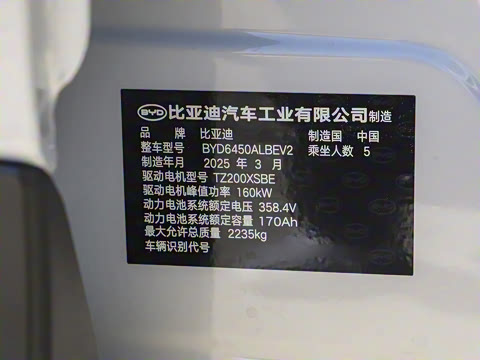 BYD 比亚迪汽车工业有限公司制造
品 牌 比亚迪 制造国 中国
整车型号 BYD6450ALBEV2 乘坐人数 5
制造年月 2025 年 3 月
驱动电机型号 TZ200XSBE
驱动电机峰值功率 160kW
动力电池系统额定电压 358.4V
动力电池系统额定容量 170Ah
最大允许总质量 2235kg
车辆识别代号